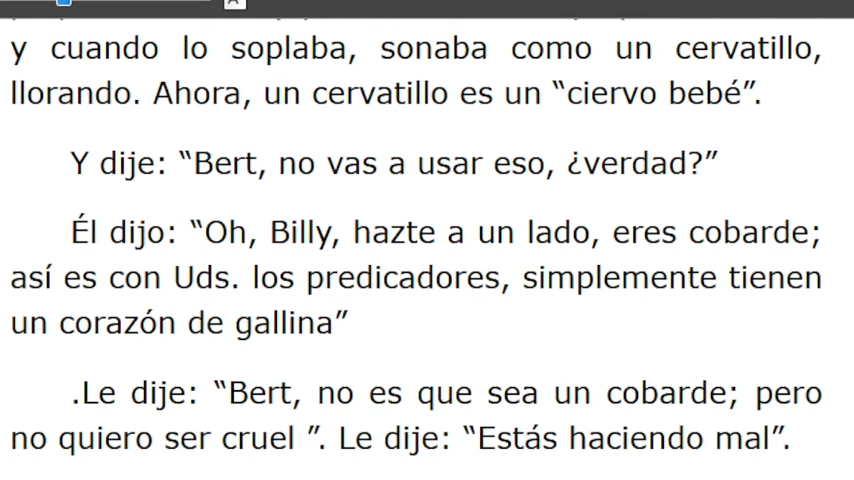 y cuando lo soplaba, sonaba como un cervatillo,
llorando. Ahora, un cervatillo es un “ciervo bebé”.
Y dije: “Bert, no vas a usar eso, ¿verdad?”
Él dijo: “Oh, Billy, hazte a un lado, eres cobarde;
así es con Uds. los predicadores, simplemente tienen
un corazón de gallina”
.Le dije: “Bert, no es que sea un cobarde; pero
no quiero ser cruel ”. Le dije: “Estás haciendo mal”.